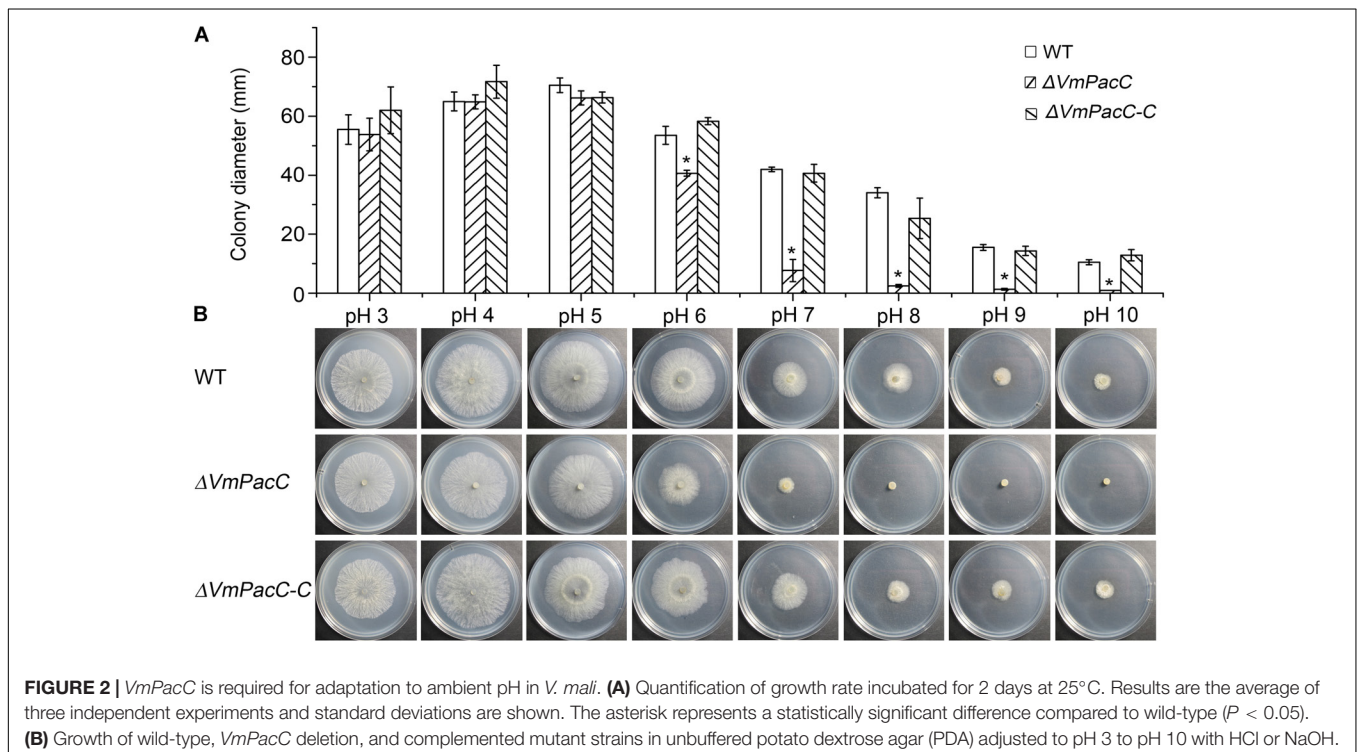 A
Colony diameter (mm)
80
60
40
20
0
WT
ΔVmPacC
ΔVmPacC-C
* * * * *
pH 3 pH 4 pH 5 pH 6 pH 7 pH 8 pH 9 pH 10
B
WT
ΔVmPacC
ΔVmPacC-C
FIGURE 2 | VmPacC is required for adaptation to ambient pH in V. mali. (A) Quantification of growth rate incubated for 2 days at 25°C. Results are the average of
three independent experiments and standard deviations are shown. The asterisk represents a statistically significant difference compared to wild-type (P < 0.05).
(B) Growth of wild-type, VmPacC deletion, and complemented mutant strains in unbuffered potato dextrose agar (PDA) adjusted to pH 3 to pH 10 with HCl or NaOH.